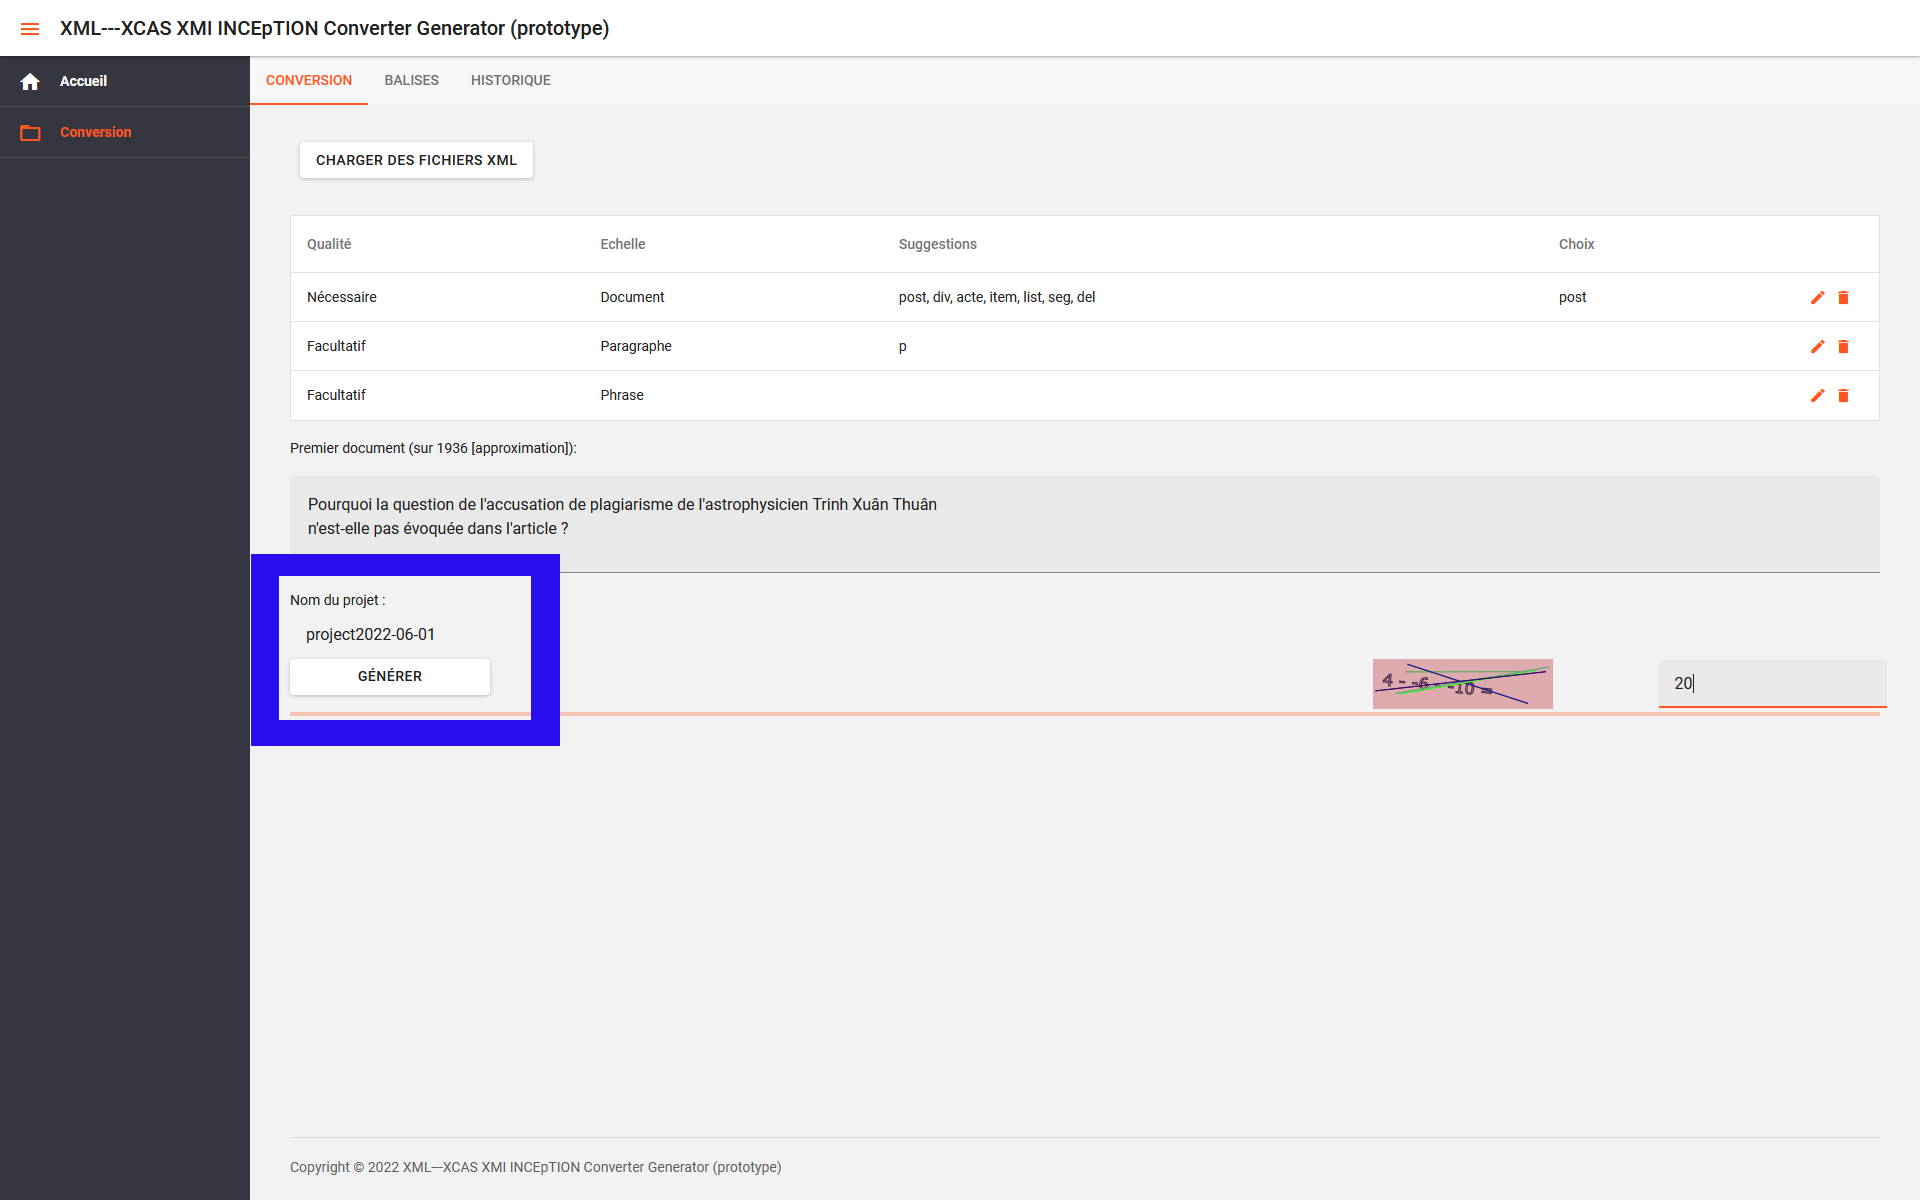 XML---XCAS XMI INCEpTION Converter Generator (prototype)
Accueil
Conversion
CONVERSION BALISES HISTORIQUE
CHARGER DES FICHIERS XML
Qualité Echelle Suggestions Choix
Nécessaire Document post, div, acte, item, list, seg, del post
Facultatif Paragraphe p
Facultatif Phrase
Premier document (sur 1936 [approximation]):
Pourquoi la question de l'accusation de plagiarisme de l'astrophysicien Trinh Xuân Thuân
n'est-elle pas évoquée dans l'article ?
Nom du projet :
project2022-06-01
GÉNÉRER
4 - -6 - -10 =
20
Copyright © 2022 XML---XCAS XMI INCEpTION Converter Generator (prototype)